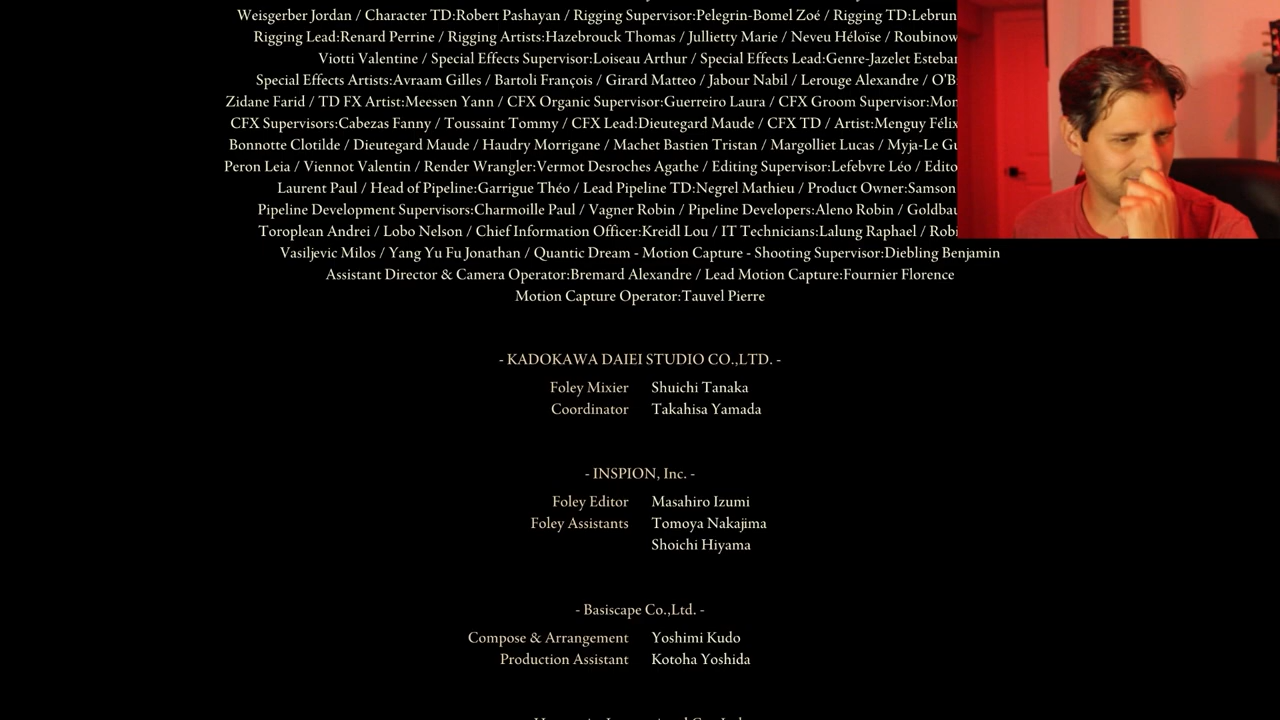 Weisgerber Jordan / Character TD:Robert Pashayan / Rigging Supervisor:Pelegrin-Bomel Zoé / Rigging TD:Lebrun
Rigging Lead:Renard Perrine / Rigging Artists:Hazebrouck Thomas / Jullietty Marie / Neveu Héloïse / Roubinow
Viotti Valentine / Special Effects Supervisor:Loiseau Arthur / Special Effects Lead:Genre-Jazelet Esteban
Special Effects Artists:Avraam Gilles / Bartoli François / Girard Matteo / Jabour Nabil / Lerouge Alexandre / O'B
Zidane Farid / TD FX Artist:Meessen Yann / CFX Organic Supervisor:Guerreiro Laura / CFX Groom Supervisor:Mon
CFX Supervisors:Cabezas Fanny / Toussaint Tommy / CFX Lead:Dieutegard Maude / CFX TD / Artist:Menguy Félix
Bonnotte Clotilde / Dieutegard Maude / Haudry Morrigane / Machet Bastien Tristan / Margolliet Lucas / Myja-Le Gu
Peron Leia / Viennot Valentin / Render Wrangler:Vermot Desroches Agathe / Editing Supervisor:Lefebvre Léo / Edito
Laurent Paul / Head of Pipeline:Garrigue Théo / Lead Pipeline TD:Negrel Mathieu / Product Owner:Samson
Pipeline Development Supervisors:Charmoille Paul / Vagner Robin / Pipeline Developers:Aleno Robin / Goldbau
Toroplean Andrei / Lobo Nelson / Chief Information Officer:Kreidl Lou / IT Technicians:Lalung Raphael / Robi
Vasiljevic Milos / Yang Yu Fu Jonathan / Quantic Dream - Motion Capture - Shooting Supervisor:Diebling Benjamin
Assistant Director & Camera Operator:Bremard Alexandre / Lead Motion Capture:Fournier Florence
Motion Capture Operator:Tauvel Pierre
- KADOKAWA DAIEI STUDIO CO.,LTD. -
Foley Mixier Shuichi Tanaka
Coordinator Takahisa Yamada
- INSPION, Inc. -
Foley Editor Masahiro Izumi
Foley Assistants Tomoya Nakajima
Shoichi Hiyama
- Basiscape Co.,Ltd. -
Compose & Arrangement Yoshimi Kudo
Production Assistant Kotoha Yoshida